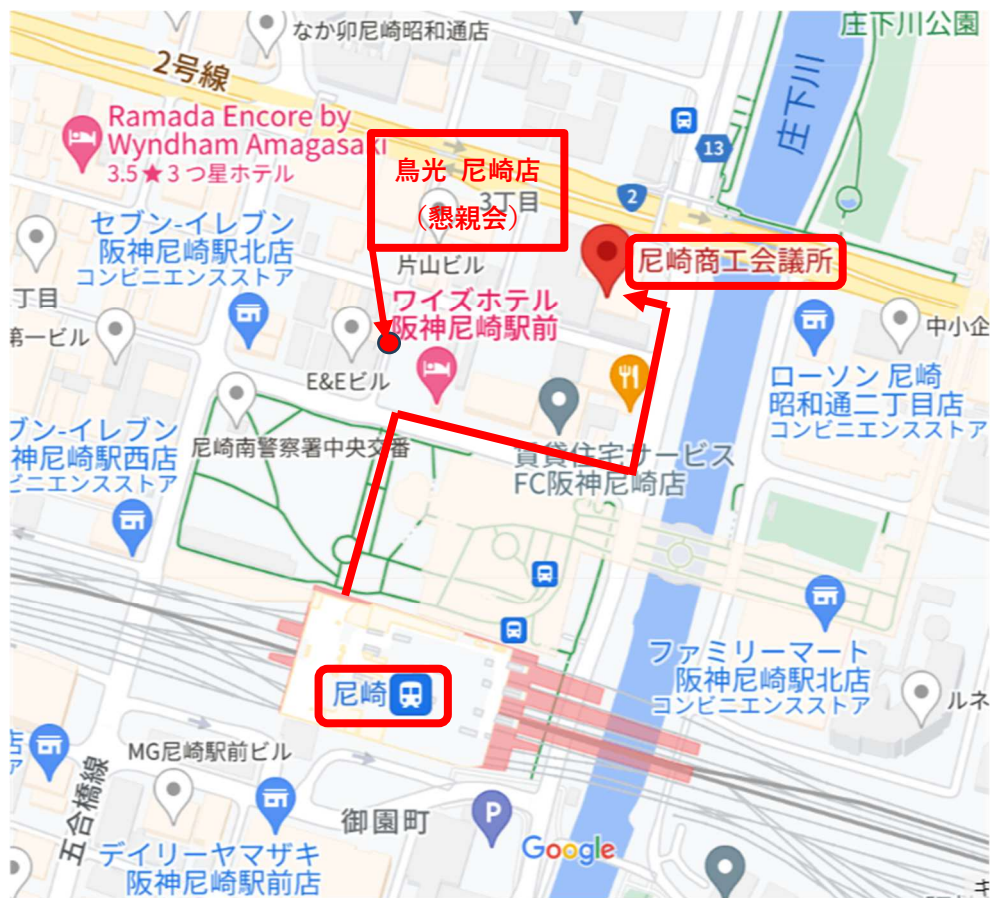 なか卯尼崎昭和通店
庄下川公園
2号線
庄下川
Ramada Encore by
Wyndham Amagasaki
3.5★3 つ星ホテル
13
鳥光 尼崎店
（懇親会）
3丁目
2
セブン-イレブン
阪神尼崎駅北店
コンビニエンスストア
片山ビル
尼崎商工会議所
丁目
ワイズホテル
阪神尼崎駅前
第一ビル
中小企
E&Eビル
ローソン 尼崎
昭和通二丁目店
コンビニエンスストア
尼崎南警察署中央交番
ブン-イレブン
神尼崎駅西店
ビニエンスストア
賃貸住宅サービス
FC阪神尼崎店
ファミリーマート
阪神尼崎駅北店
コンビニエンスストア
尼崎
ルネ
店
ア
MG尼崎駅前ビル
五合橋線
御園町
P
Google
デイリーヤマザキ
阪神尼崎駅前店
キ